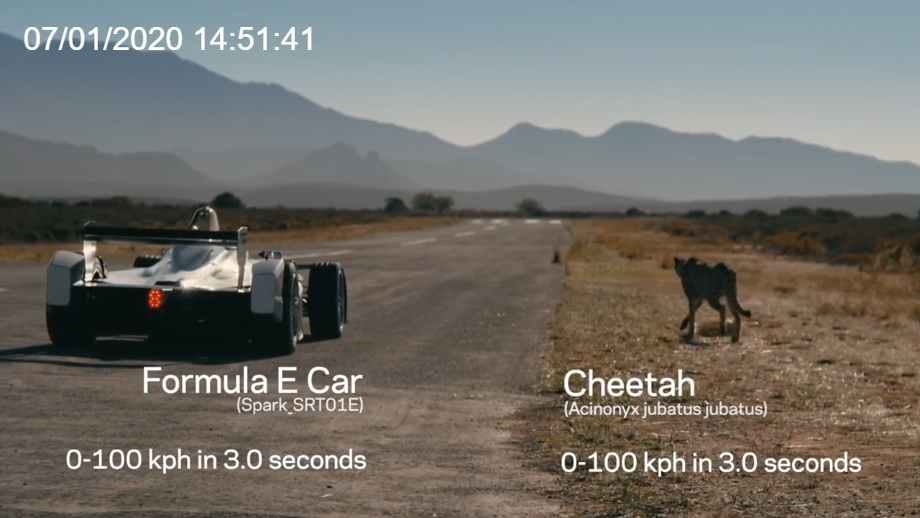 07/01/2020 14:51:41
Formula E Car
(Spark_SRT01E)
0-100 kph in 3.0 seconds
Cheetah
(Acinonyx jubatus jubatus)
0-100 kph in 3.0 seconds